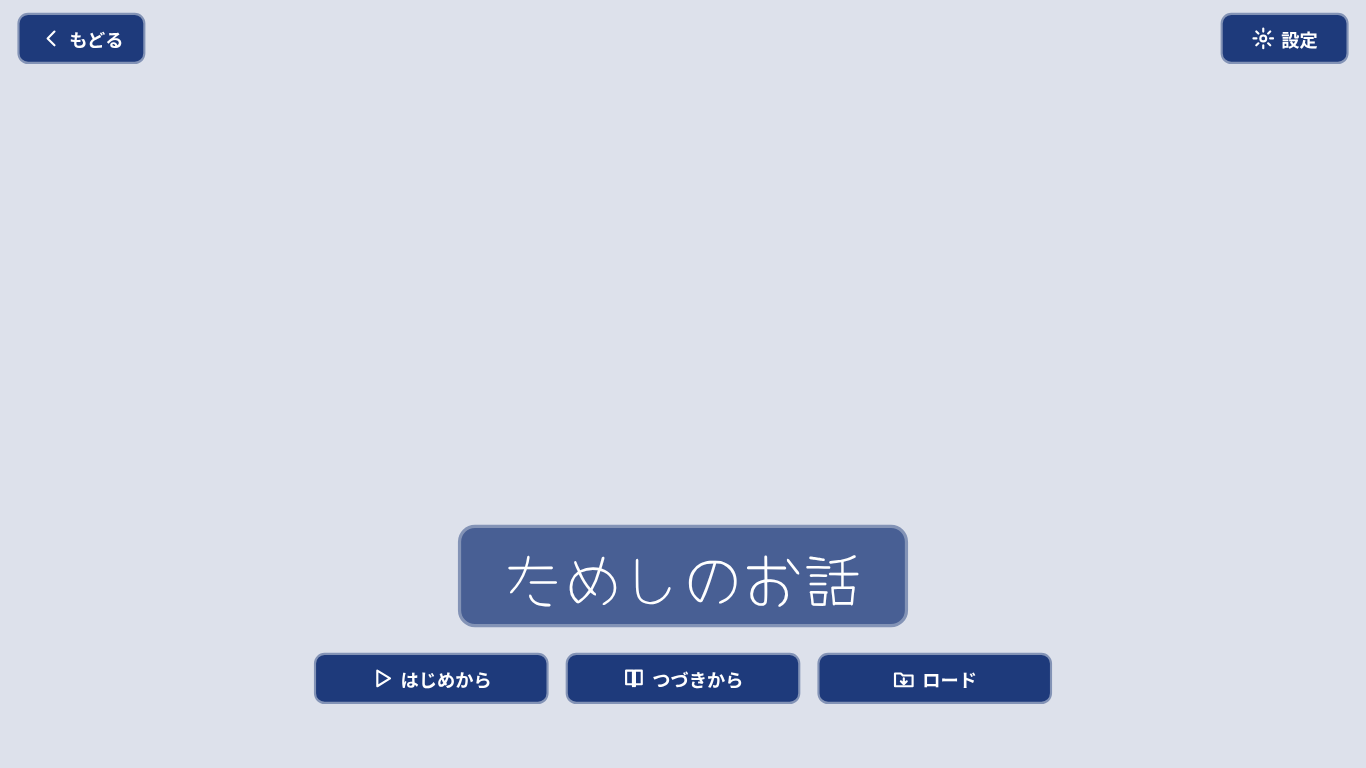 もどる
設定
ためしのお話
はじめから
つづきから
ロード